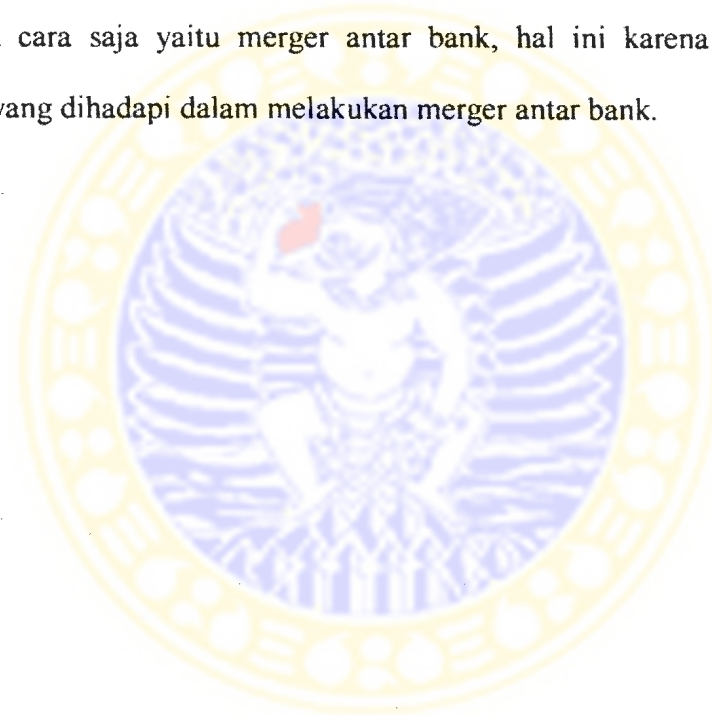 cara saja yaitu merger antar bank, hal ini karena
yang dihadapi dalam melakukan merger antar bank.